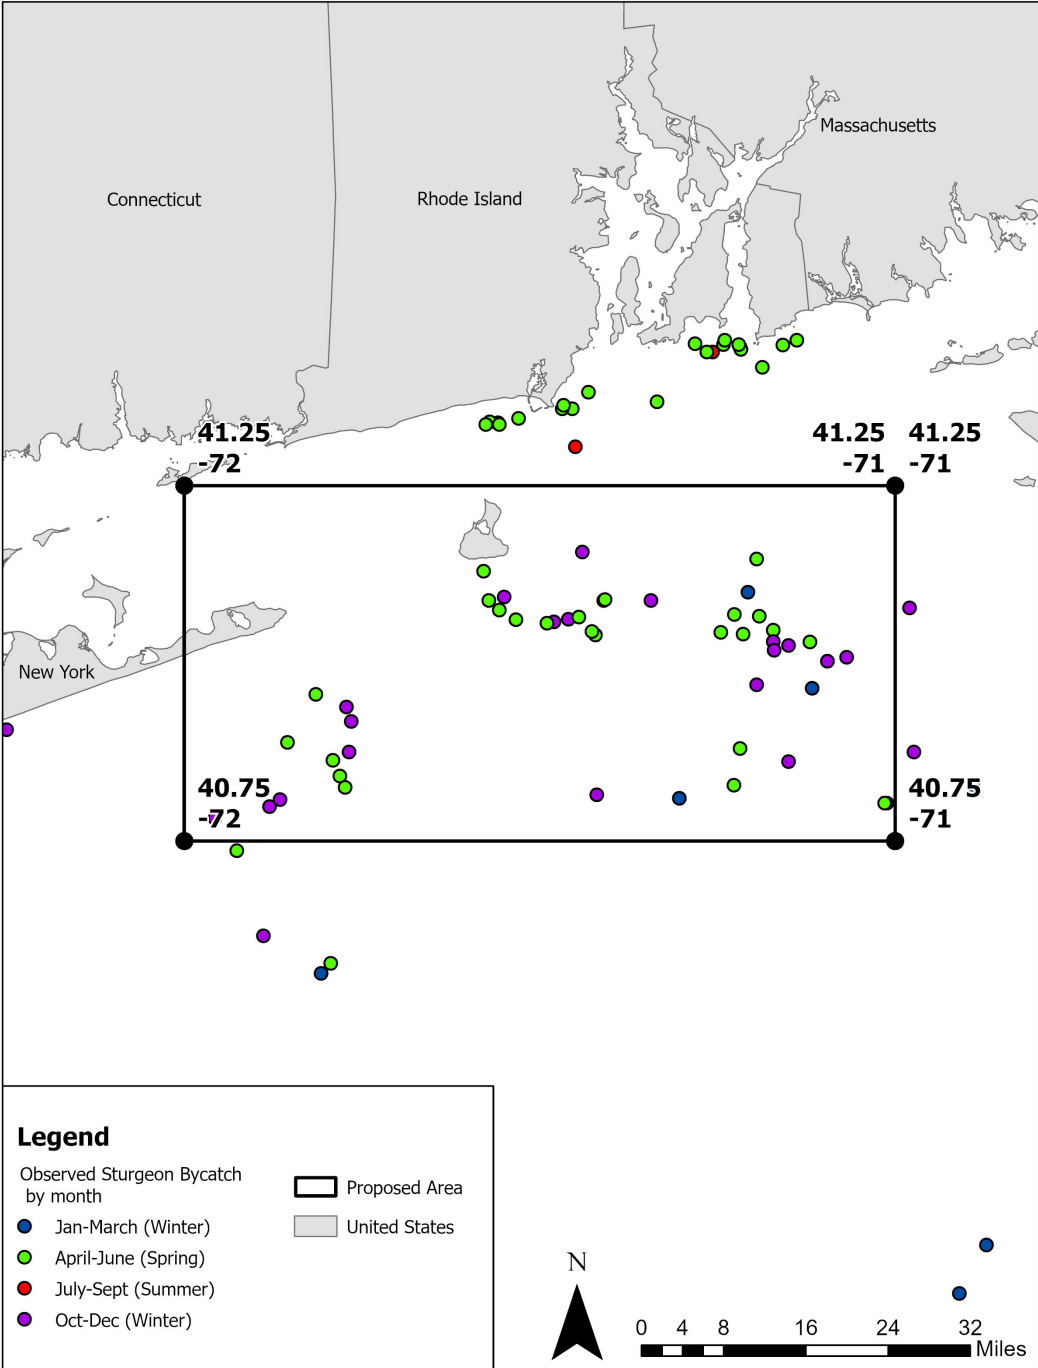 Massachusetts
Connecticut
Rhode Island
41.25
-72
41.25
-71
41.25
-71
New York
40.75
-72
40.75
-71
Legend
Observed Sturgeon Bycatch
by month
Jan-March (Winter)
April-June (Spring)
July-Sept (Summer)
Oct-Dec (Winter)
Proposed Area
United States
N
0 4 8 16 24 32
Miles